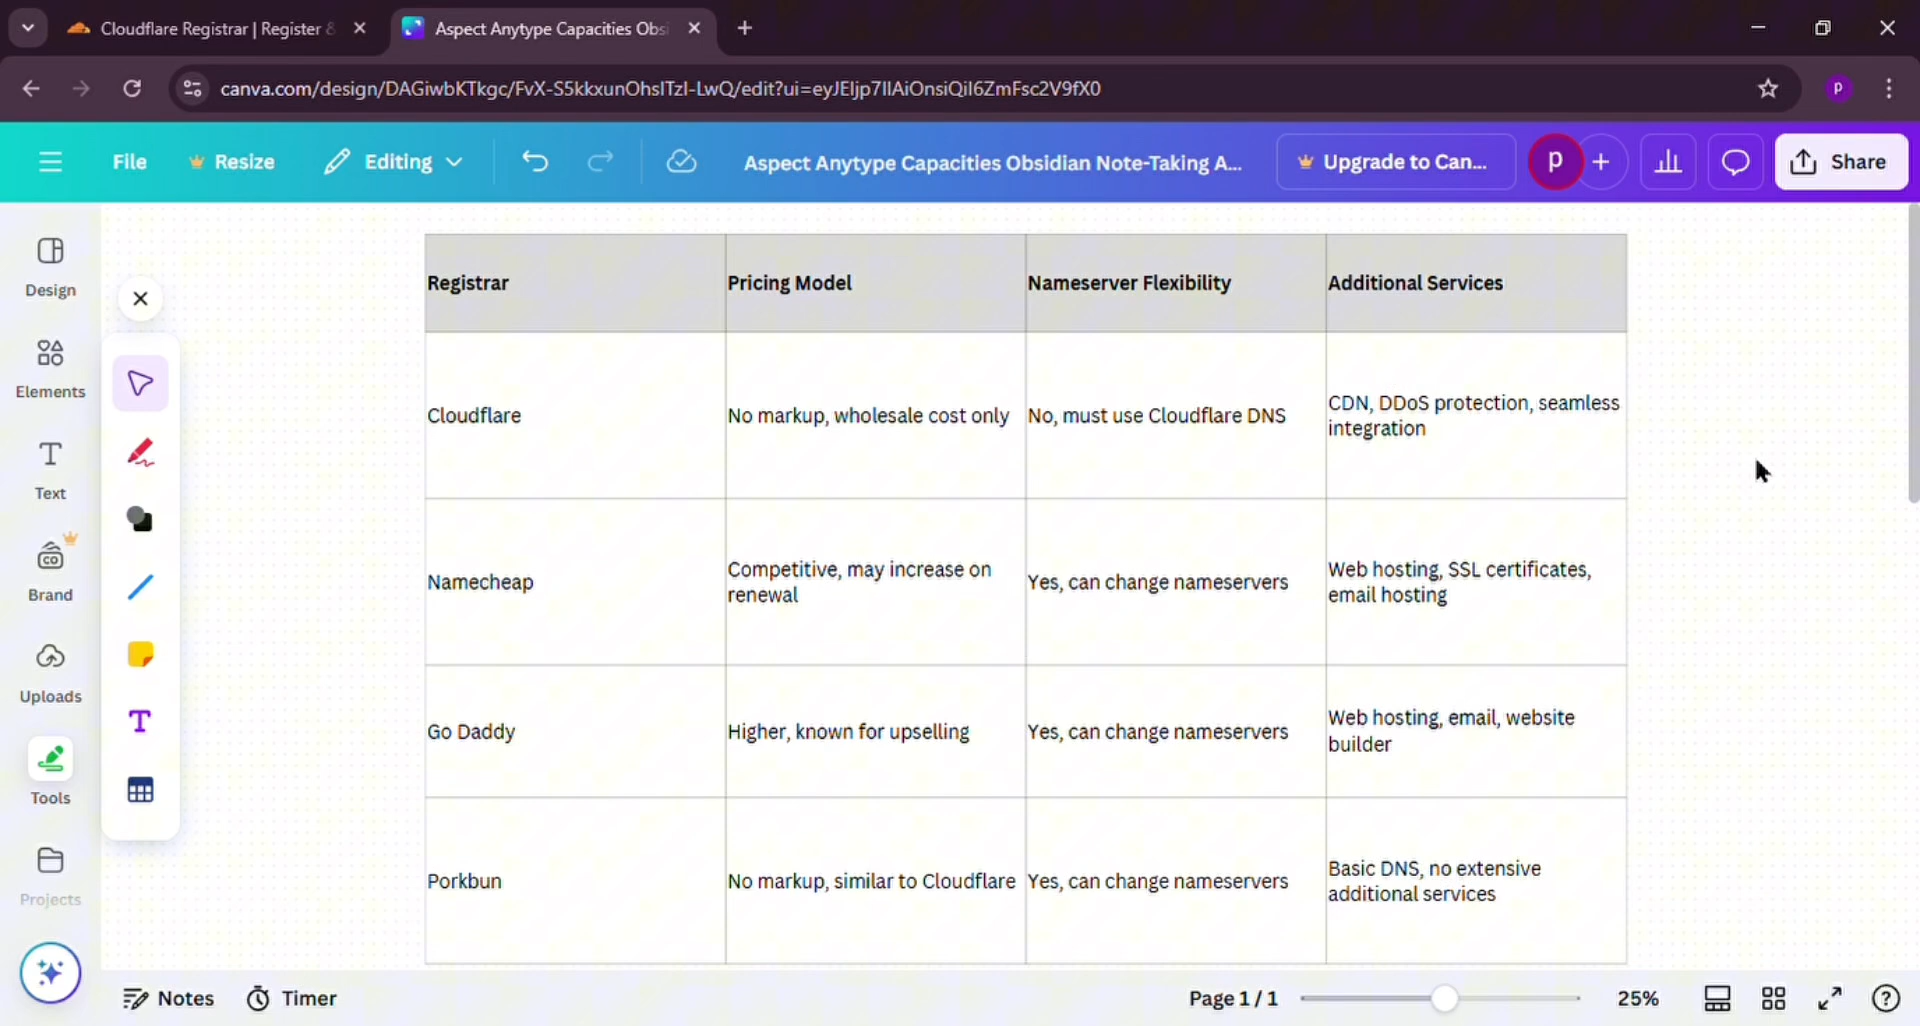 Cloudflare Registrar | Register &
Aspect Anytype Capacities Obs
canva.com/design/DAGiwbKTkgc/FvX-S5kkxunOhsITzI-LwQ/edit?ui=eyJEIjp7IIAiOnsiQiI6ZmFsc2V9fX0
P
File
Resize
Editing
Aspect Anytype Capacities Obsidian Note-Taking A...
Upgrade to Can...
P
+
Share
Design
Elements
Text
CO
Brand
Uploads
Tools
Projects
Registrar
Pricing Model
Nameserver Flexibility
Additional Services
Cloudflare
No markup, wholesale cost only
No, must use Cloudflare DNS
CDN, DDoS protection, seamless
integration
Namecheap
Competitive, may increase on
renewal
Yes, can change nameservers
Web hosting, SSL certificates,
email hosting
Go Daddy
Higher, known for upselling
Yes, can change nameservers
Web hosting, email, website
builder
Porkbun
No markup, similar to Cloudflare
Yes, can change nameservers
Basic DNS, no extensive
additional services
Notes
Timer
Page 1 / 1
25%